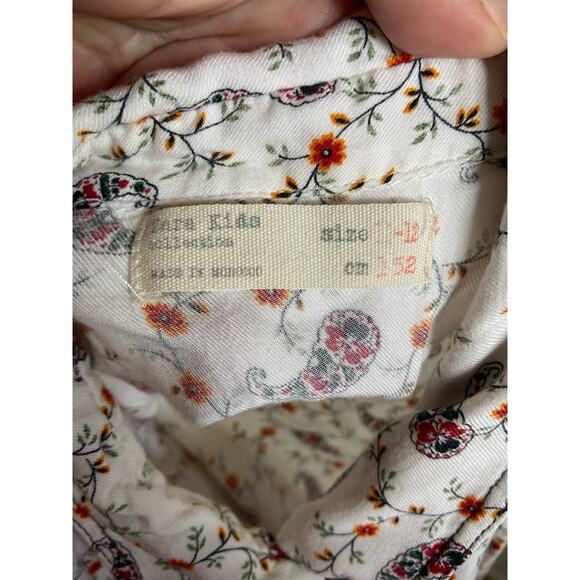 Zara Kids
collection
size 11-12
MADE IN MOROCCO
cm 152